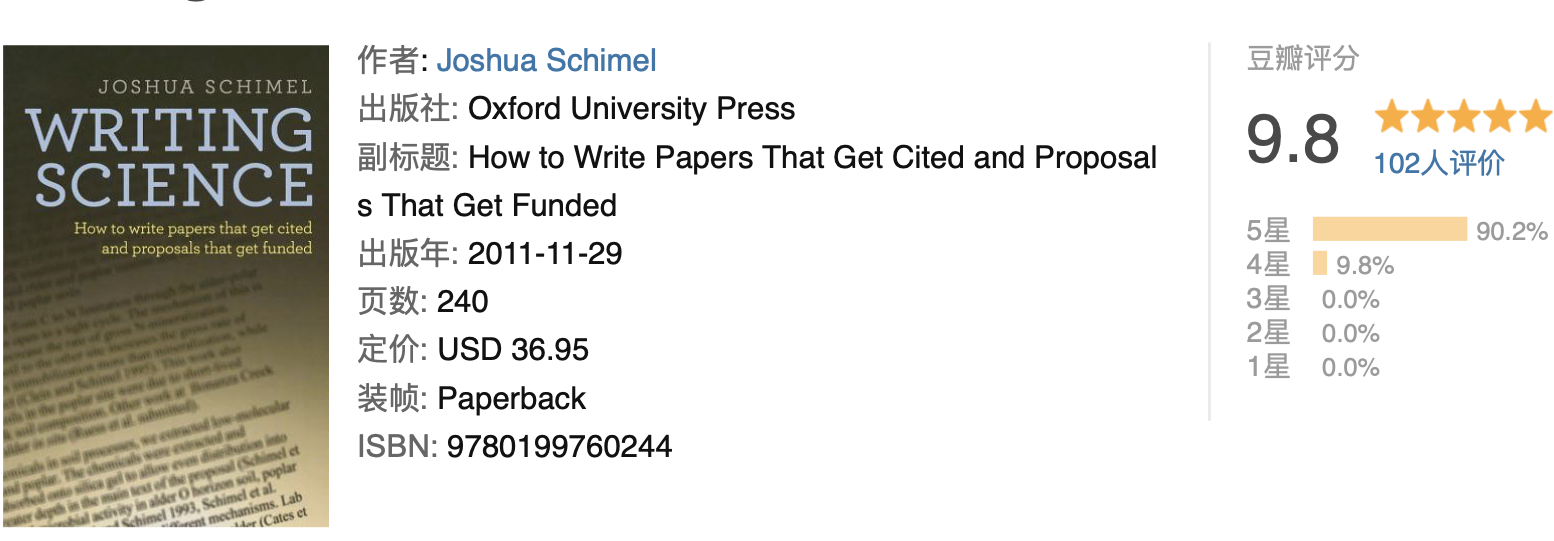 JOSHUA SCHIMEL
WRITING
SCIENCE
How to write papers that get cited
and proposals that get funded
作者: Joshua Schimel
出版社: Oxford University Press
副标题: How to Write Papers That Get Cited and Proposal
s That Get Funded
出版年: 2011-11-29
页数: 240
定价: USD 36.95
装帧: Paperback
ISBN: 9780199760244
豆瓣评分
9.8
102人评价
5星 90.2%
4星 9.8%
3星 0.0%
2星 0.0%
1星 0.0%